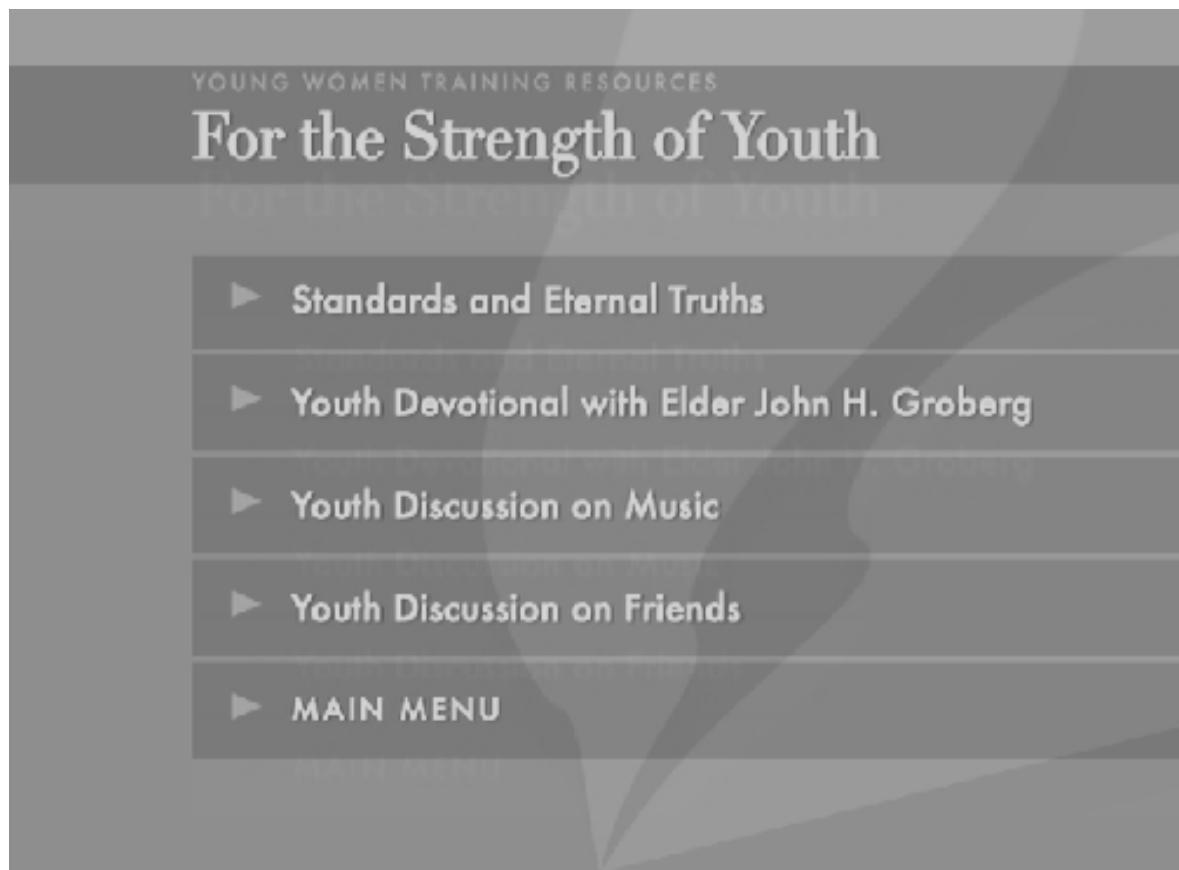 YOUNG WOMEN TRAINING RESOURCES
For the Strength of Youth
Standards and Eternal Truths
Youth Devotional with Elder John H. Groberg
Youth Discussion on Music
Youth Discussion on Friends
MAIN MENU